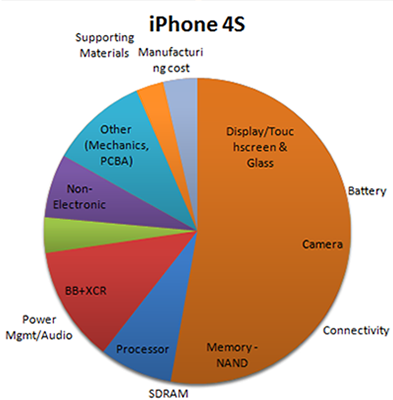 iPhone 4S
Supporting
Materials
Manufacturi
ng cost
Display/Touc
hscreen &
Glass
Other
(Mechanics,
PCBA)
Battery
Non-
Electronic
Camera
BB+XCR
Power
Mgmt/Audio
Connectivity
Processor
Memory -
NAND
SDRAM